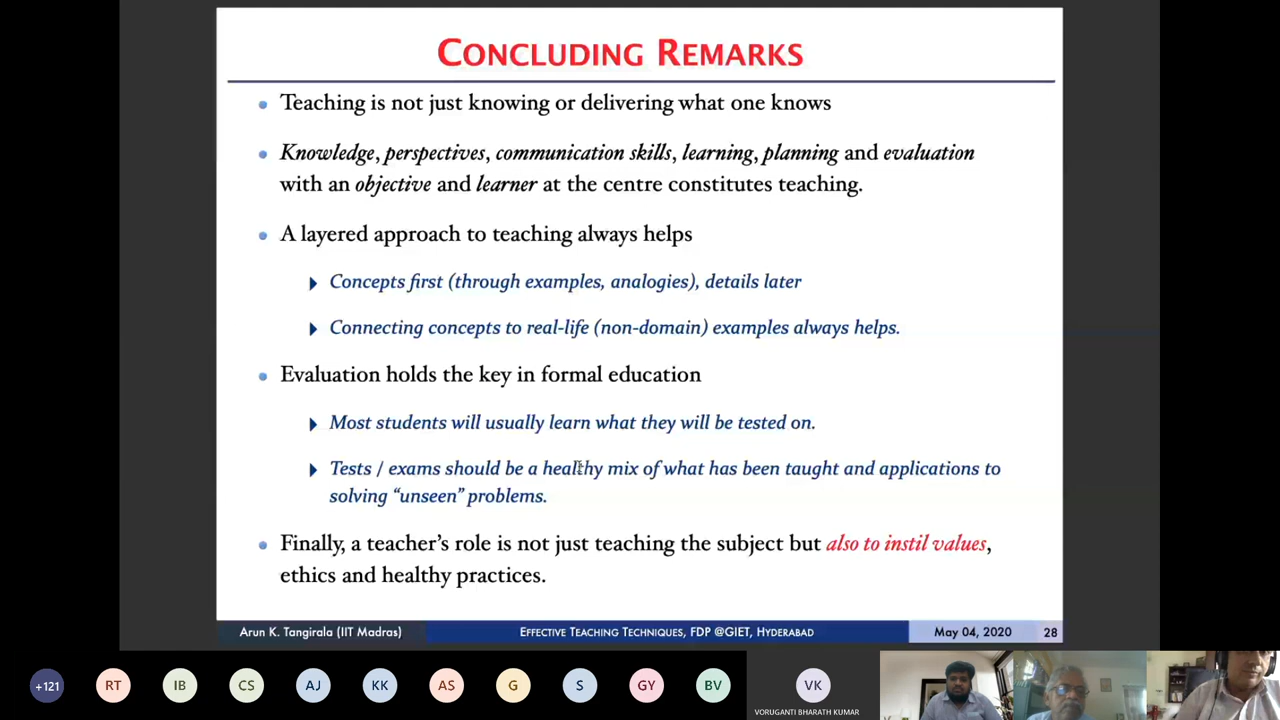 CONCLUDING REMARKS
Teaching is not just knowing or delivering what one knows
Knowledge, perspectives, communication skills, learning, planning and evaluation
with an objective and learner at the centre constitutes teaching.
A layered approach to teaching always helps
Concepts first (through examples, analogies), details later
Connecting concepts to real-life (non-domain) examples always helps.
Evaluation holds the key in formal education
Most students will usually learn what they will be tested on.
Tests / exams should be a healthy mix of what has been taught and applications to
solving “unseen” problems.
Finally, a teacher’s role is not just teaching the subject but also to instil values,
ethics and healthy practices.
Arun K. Tangirala (IIT Madras) EFFECTIVE TEACHING TECHNIQUES, FDP @GIET, HYDERABAD May 04, 2020 28
+121 RT IB CS AJ KK AS G S GY BV VK
VORUGANTI BHARATH KUMAR